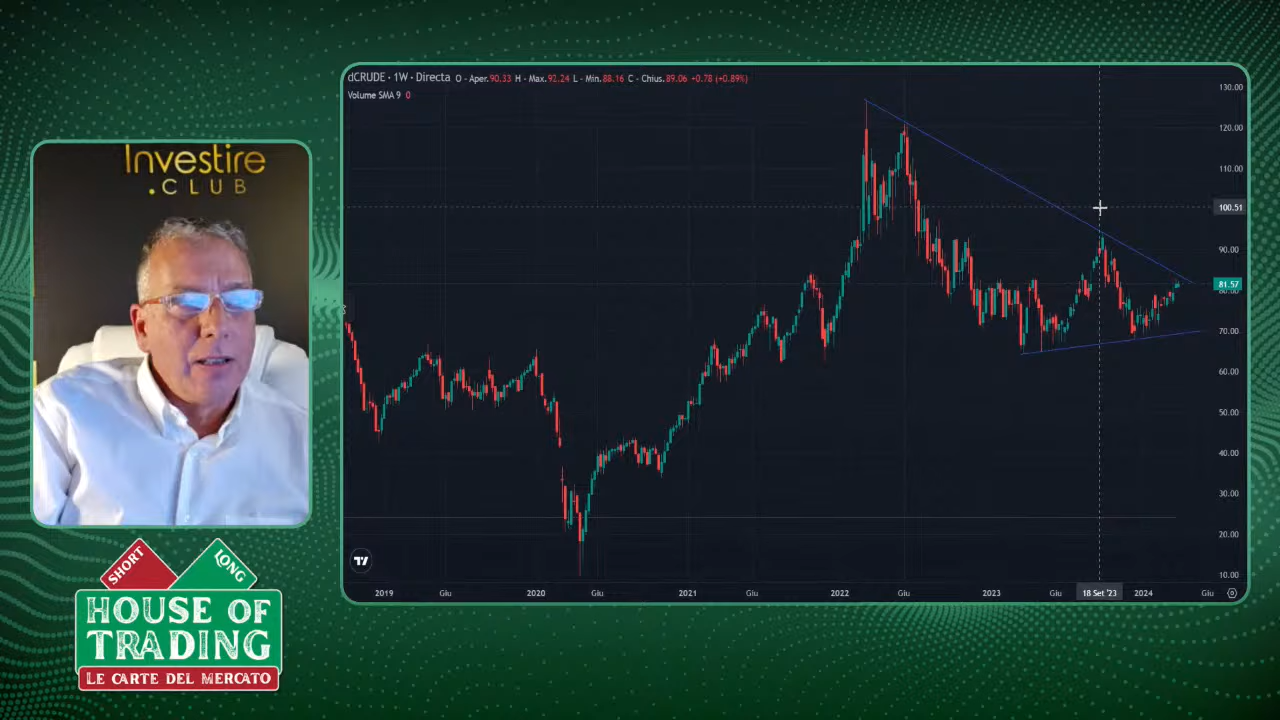 Investire
.CLUB
SHORT
LONG
HOUSE OF
TRADING
LE CARTE DEL MERCATO
dCRUDE · 1W · Directa O - Aper.90.33 H - Max.92.24 L - Min.88.16 C - Chius.89.06 +0.78 (+0.89%)
Volume SMA 9 0
130.00
120.00
110.00
100.51
90.00
81.57
80.00
70.00
60.00
50.00
40.00
30.00
20.00
10.00
2019 Giu 2020 Giu 2021 Giu 2022 Giu 2023 Giu 18 Set '23 2024 Giu